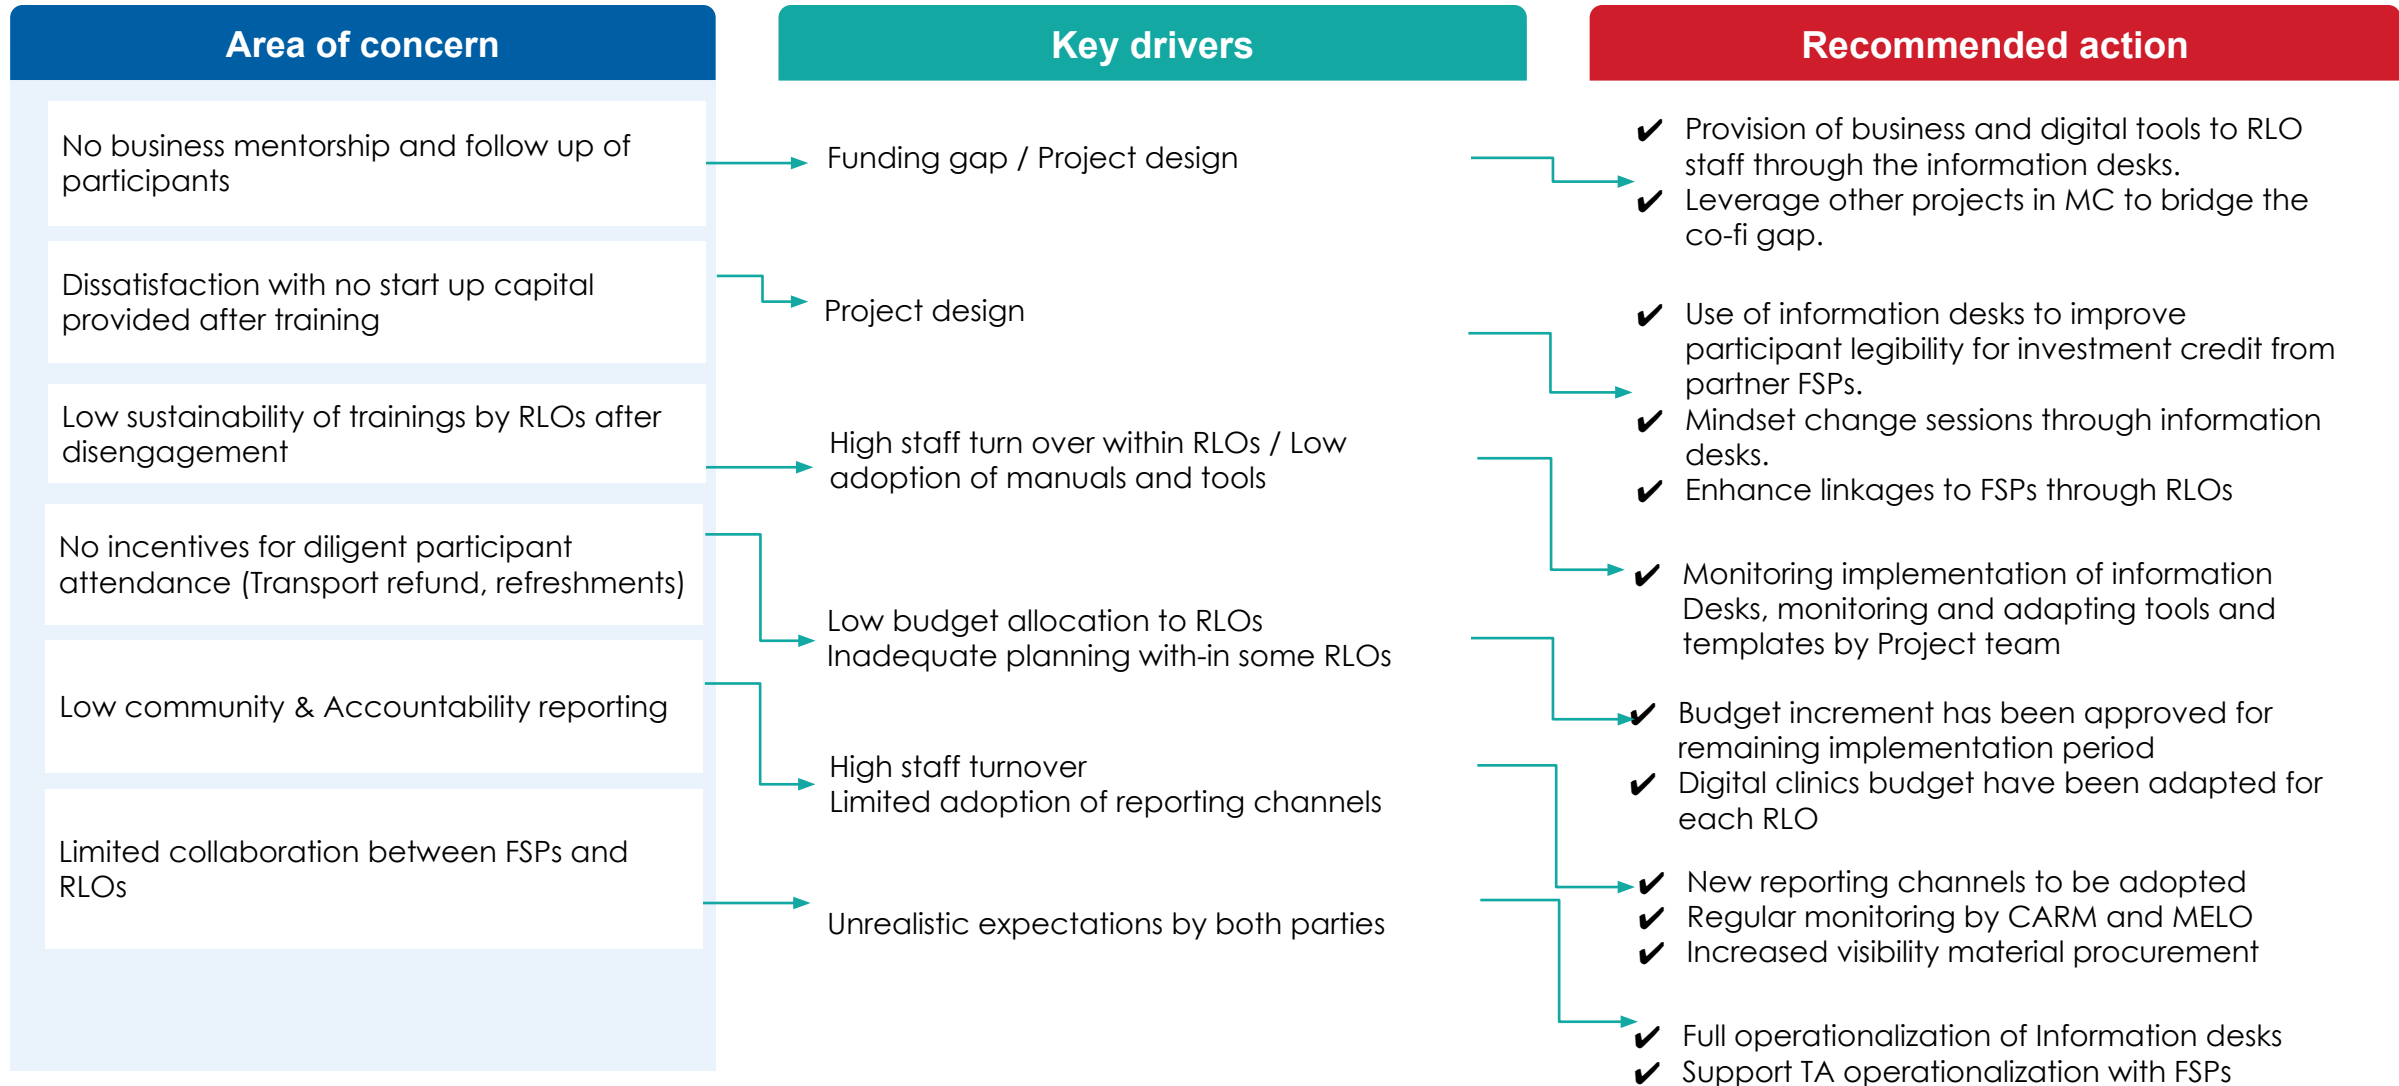 Area of concern
No business mentorship and follow up of
participants
Dissatisfaction with no start up capital
provided after training
Low sustainability of trainings by RLOs after
disengagement
No incentives for diligent participant
attendance (Transport refund, refreshments)
Low community & Accountability reporting
Limited collaboration between FSPs and
RLOs
Key drivers
Funding gap / Project design
Project design
High staff turn over within RLOs / Low
adoption of manuals and tools
Low budget allocation to RLOs
Inadequate planning with-in some RLOs
High staff turnover
Limited adoption of reporting channels
Unrealistic expectations by both parties
Recommended action
✔ Provision of business and digital tools to RLO
staff through the information desks.
✔ Leverage other projects in MC to bridge the
co-fi gap.
✔ Use of information desks to improve
participant legibility for investment credit from
partner FSPs.
✔ Mindset change sessions through information
desks.
✔ Enhance linkages to FSPs through RLOs
✔ Monitoring implementation of information
Desks, monitoring and adapting tools and
templates by Project team
✔ Budget increment has been approved for
remaining implementation period
✔ Digital clinics budget have been adapted for
each RLO
✔ New reporting channels to be adopted
✔ Regular monitoring by CARM and MELO
✔ Increased visibility material procurement
✔ Full operationalization of Information desks
✔ Support TA operationalization with FSPs